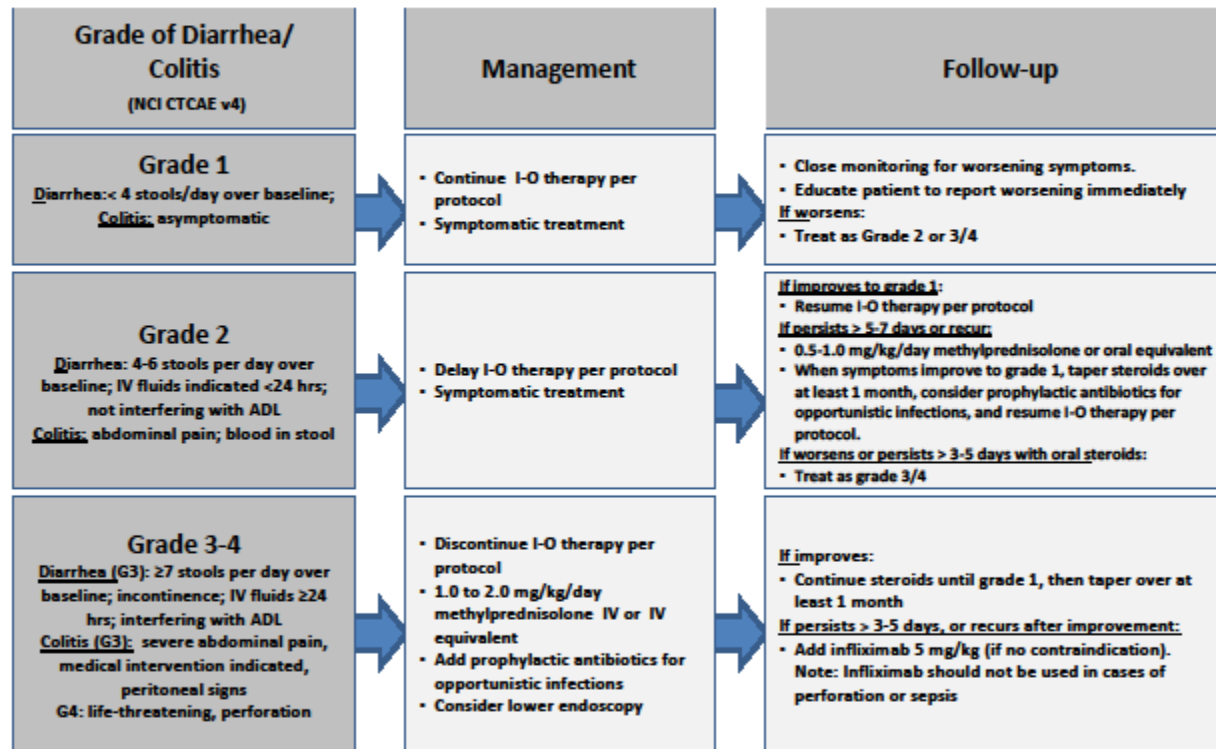 Grade of Diarrhea/
Colitis
(NCI CTCAE v4)
Management
Follow-up
Grade 1
Diarrhea:< 4 stools/day over baseline;
Colitis: asymptomatic
▪ Continue I-O therapy per
protocol
▪ Symptomatic treatment
▪ Close monitoring for worsening symptoms.
▪ Educate patient to report worsening immediately
If worsens:
▪ Treat as Grade 2 or 3/4
Grade 2
Diarrhea: 4-6 stools per day over
baseline; IV fluids indicated <24 hrs;
not interfering with ADL
Colitis: abdominal pain; blood in stool
▪ Delay I-O therapy per protocol
▪ Symptomatic treatment
If improves to grade 1:
▪ Resume I-O therapy per protocol
If persists > 5-7 days or recur:
▪ 0.5-1.0 mg/kg/day methylprednisolone or oral equivalent
▪ When symptoms improve to grade 1, taper steroids over
at least 1 month, consider prophylactic antibiotics for
opportunistic infections, and resume I-O therapy per
protocol.
If worsens or persists > 3-5 days with oral steroids:
▪ Treat as grade 3/4
Grade 3-4
Diarrhea (G3): ≥7 stools per day over
baseline; incontinence; IV fluids ≥24
hrs; interfering with ADL
Colitis (G3): severe abdominal pain,
medical intervention indicated,
peritoneal signs
G4: life-threatening, perforation
▪ Discontinue I-O therapy per
protocol
▪ 1.0 to 2.0 mg/kg/day
methylprednisolone IV or IV
equivalent
▪ Add prophylactic antibiotics for
opportunistic infections
▪ Consider lower endoscopy
If improves:
▪ Continue steroids until grade 1, then taper over at
least 1 month
If persists > 3-5 days, or recurs after improvement:
▪ Add infliximab 5 mg/kg (if no contraindication).
Note: Infliximab should not be used in cases of
perforation or sepsis